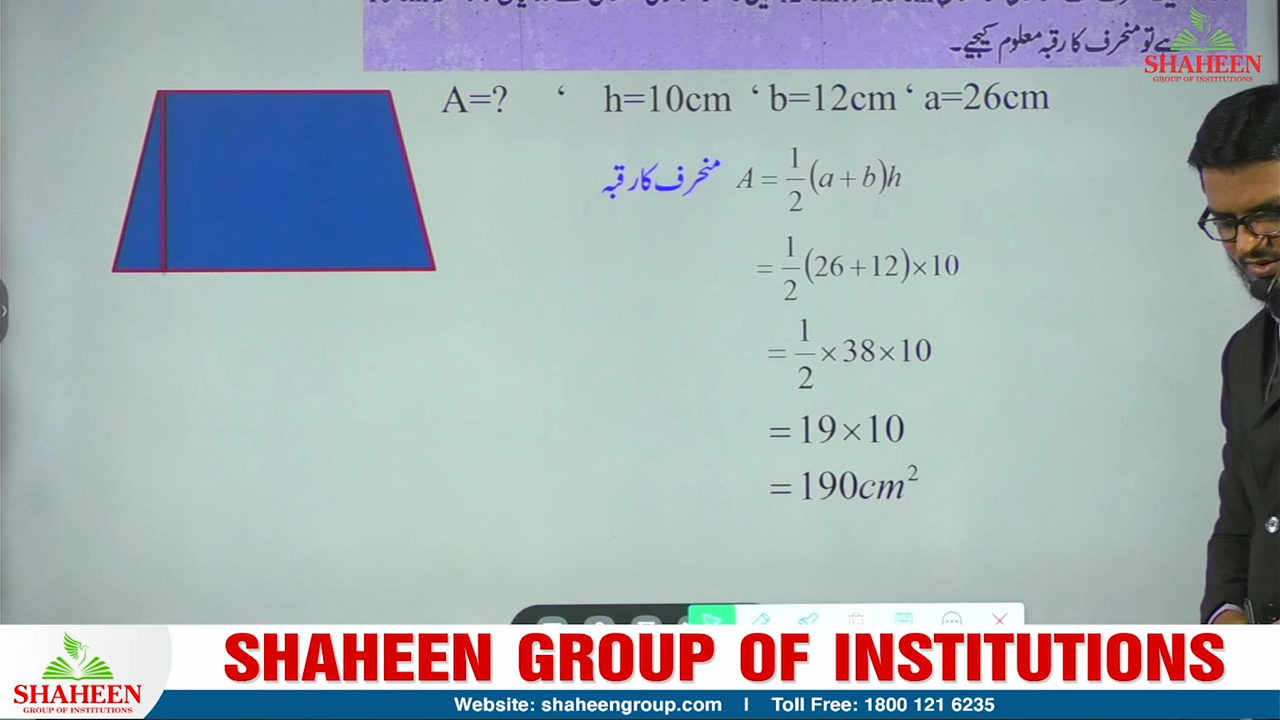 ہے تو منحرف کا رقبہ معلوم کیجیے۔
SHAHEEN
GROUP OF INSTITUTIONS
A=? ‘ h=10cm ‘ b=12cm ‘ a=26cm
منحرف کا رقبہ A = 1/2 (a + b)h
= 1/2 (26 + 12) × 10
= 1/2 × 38 × 10
= 19 × 10
= 190cm²
SHAHEEN
GROUP OF INSTITUTIONS
SHAHEEN GROUP OF INSTITUTIONS
Website: shaheengroup.com I Toll Free: 1800 121 6235